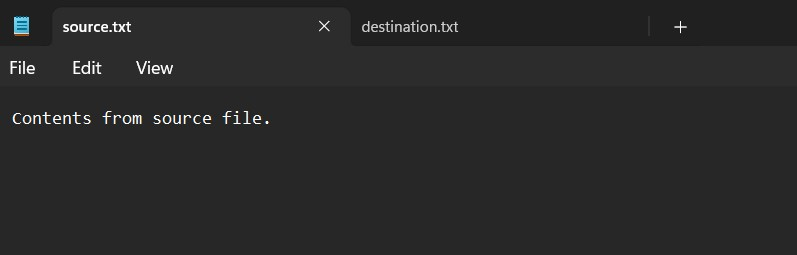 source.txt destination.txt
File Edit View
Contents from source file.